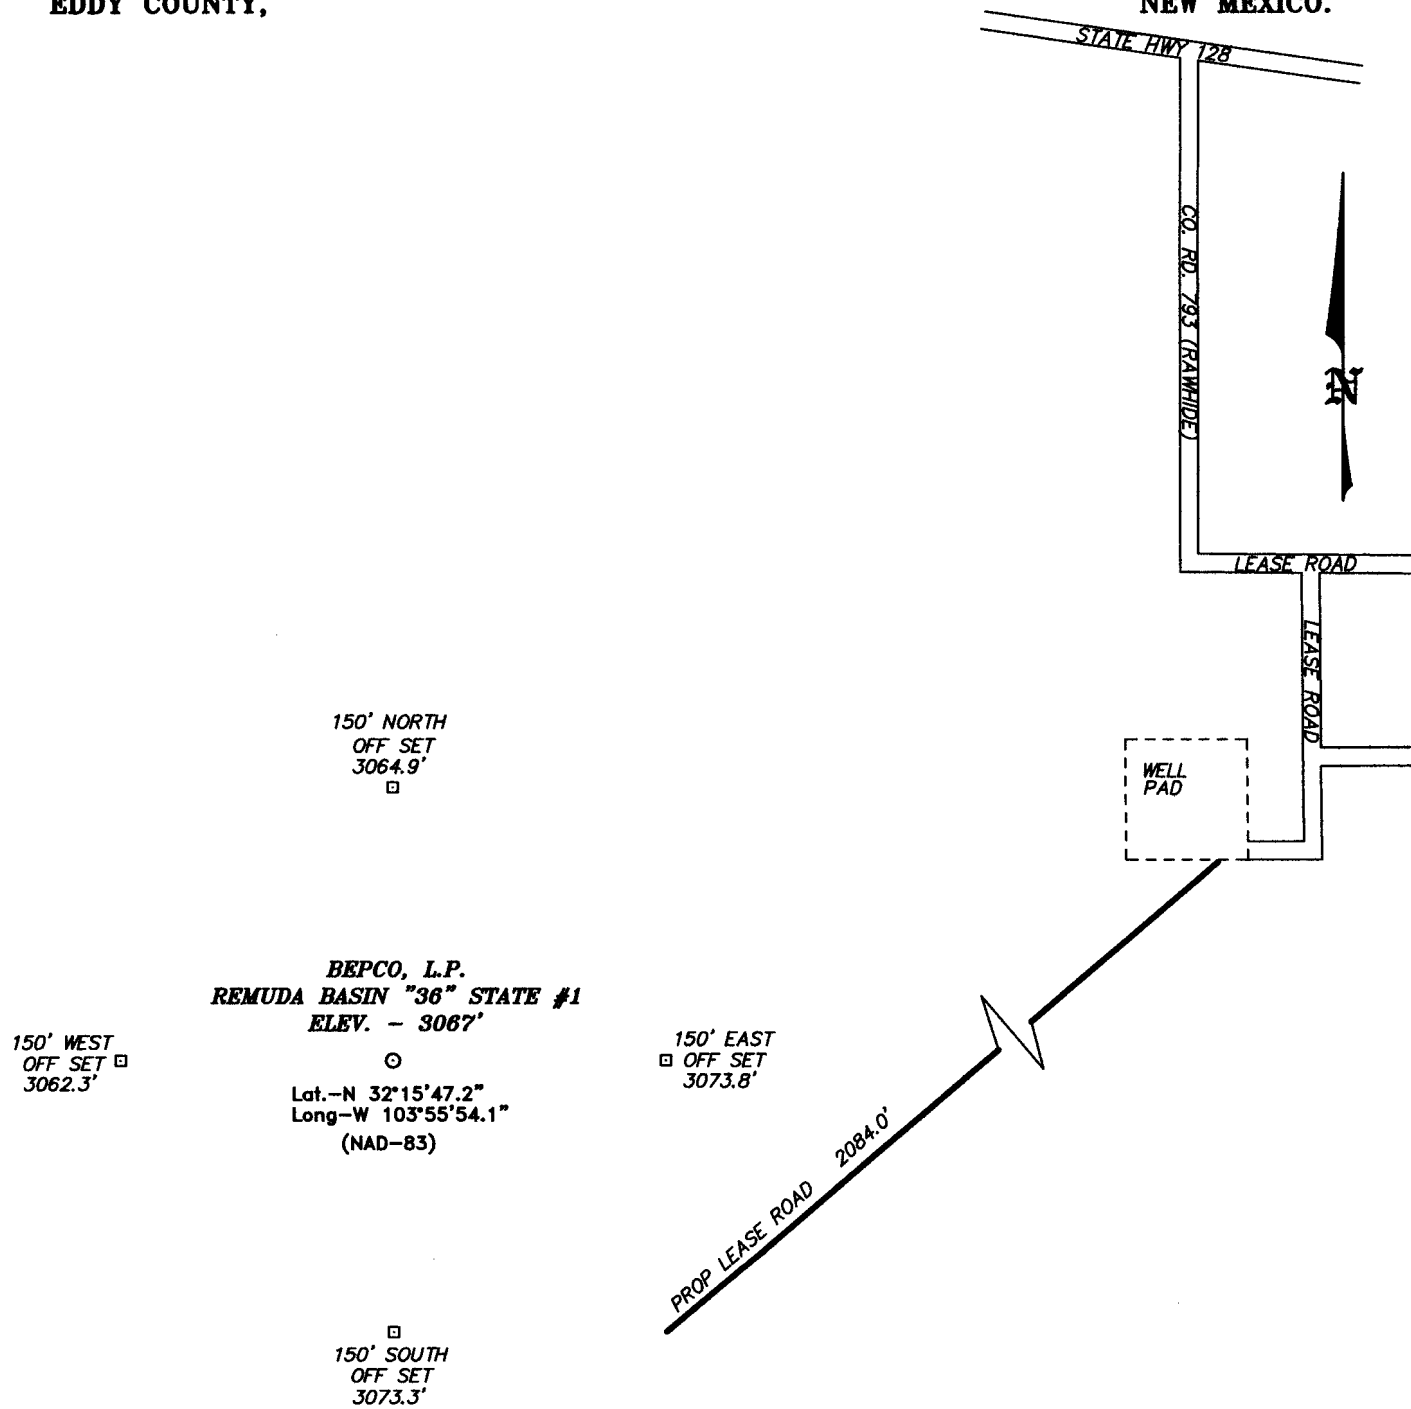 EDDY COUNTY,
NEW MEXICO.
STATE HWY 128
CO. RD. 793 (RAWHIDE)
N
LEASE ROAD
LEASE ROAD
150' NORTH
OFF SET
3064.9'
WELL
PAD
BEPCO, L.P.
REMUDA BASIN "36" STATE #1
ELEV. - 3067'
150' WEST
OFF SET
3062.3'
150' EAST
OFF SET
3073.8'
Lat.-N 32°15'47.2"
Long-W 103°55'54.1"
(NAD-83)
PROP LEASE ROAD 2084.0'
150' SOUTH
OFF SET
3073.3'